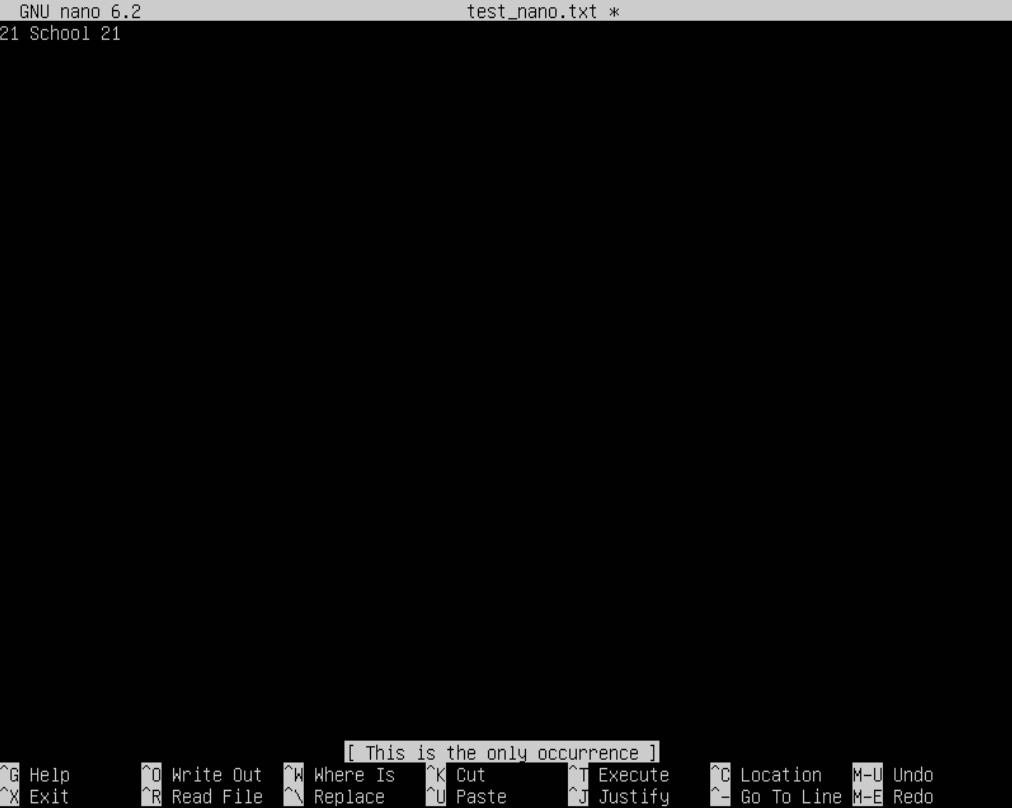 GNU nano 6.2 test_nano.txt *
21 School 21
[ This is the only occurrence ]
^G Help ^O Write Out ^W Where Is ^K Cut ^T Execute ^C Location M-U Undo
^X Exit ^R Read File ^\ Replace ^U Paste ^J Justify ^- Go To Line M-E Redo